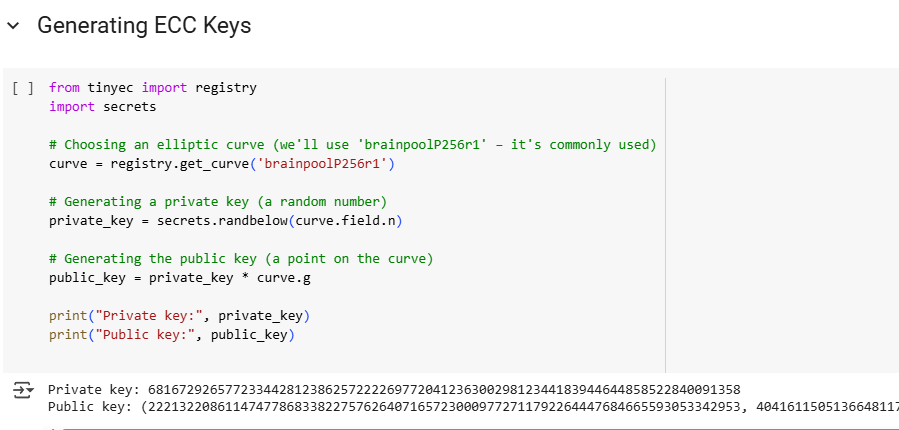 Generating ECC Keys
[ ] from tinyec import registry
import secrets
# Choosing an elliptic curve (we'll use 'brainpoolP256r1' – it's commonly used)
curve = registry.get_curve('brainpoolP256r1')
# Generating a private key (a random number)
private_key = secrets.randbelow(curve.field.n)
# Generating the public key (a point on the curve)
public_key = private_key * curve.g
print("Private key:", private_key)
print("Public key:", public_key)
Private key: 68167292657723344281238625722226977204123630029812344183944644858522840091358
Public key: (22213220861147477868338227576264071657230009772711792264447684665593053342953, 4041611505136648117